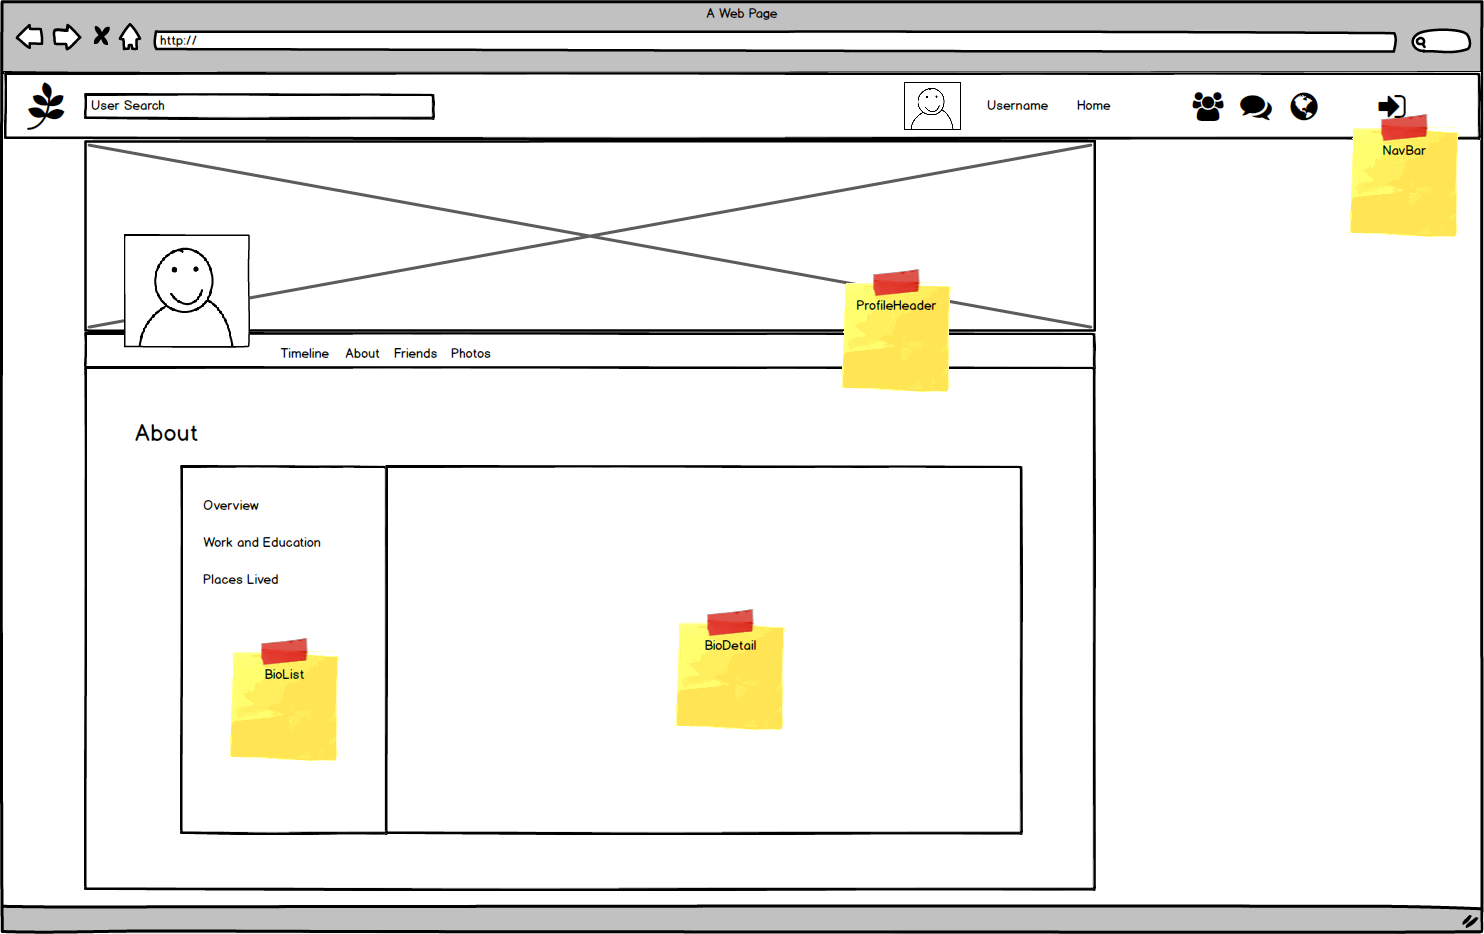 A Web Page
http://
User Search
Username Home
NavBar
ProfileHeader
Timeline About Friends Photos
About
Overview
Work and Education
Places Lived
BioDetail
BioList